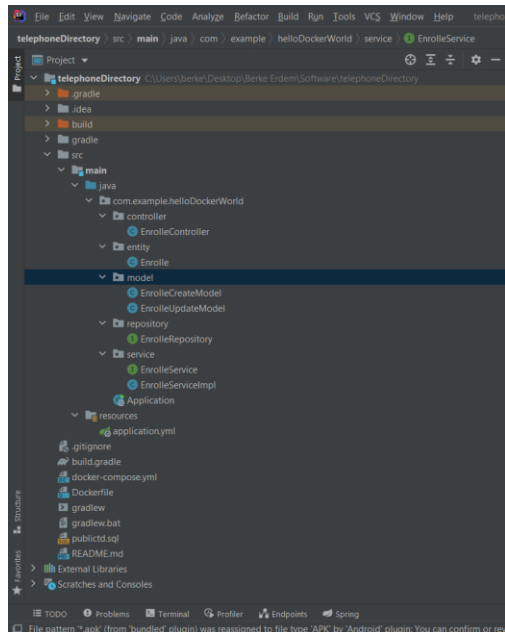 File Edit View Navigate Code Analyze Refactor Build Run Tools VCS Window Help telepho
telephoneDirectory src main java com example helloDockerWorld service EnrolleService
Project
Project
telephoneDirectory C:\Users\berke\Desktop\Berke Erdem\Software\telephoneDirectory
.gradle
.idea
build
gradle
src
main
java
com.example.helloDockerWorld
controller
EnrolleController
entity
Enrolle
model
EnrolleCreateModel
EnrolleUpdateModel
repository
EnrolleRepository
service
EnrolleService
EnrolleServiceImpl
Application
resources
application.yml
.gitignore
build.gradle
docker-compose.yml
Dockerfile
gradlew
gradlew.bat
publictd.sql
README.md
External Libraries
Scratches and Consoles
Structure
Favorites
TODO Problems Terminal Profiler Endpoints Spring
File pattern '*.apk' (from 'bundled' plugin) was reassigned to file type 'APK' by 'Android' plugin: You can confirm or rev